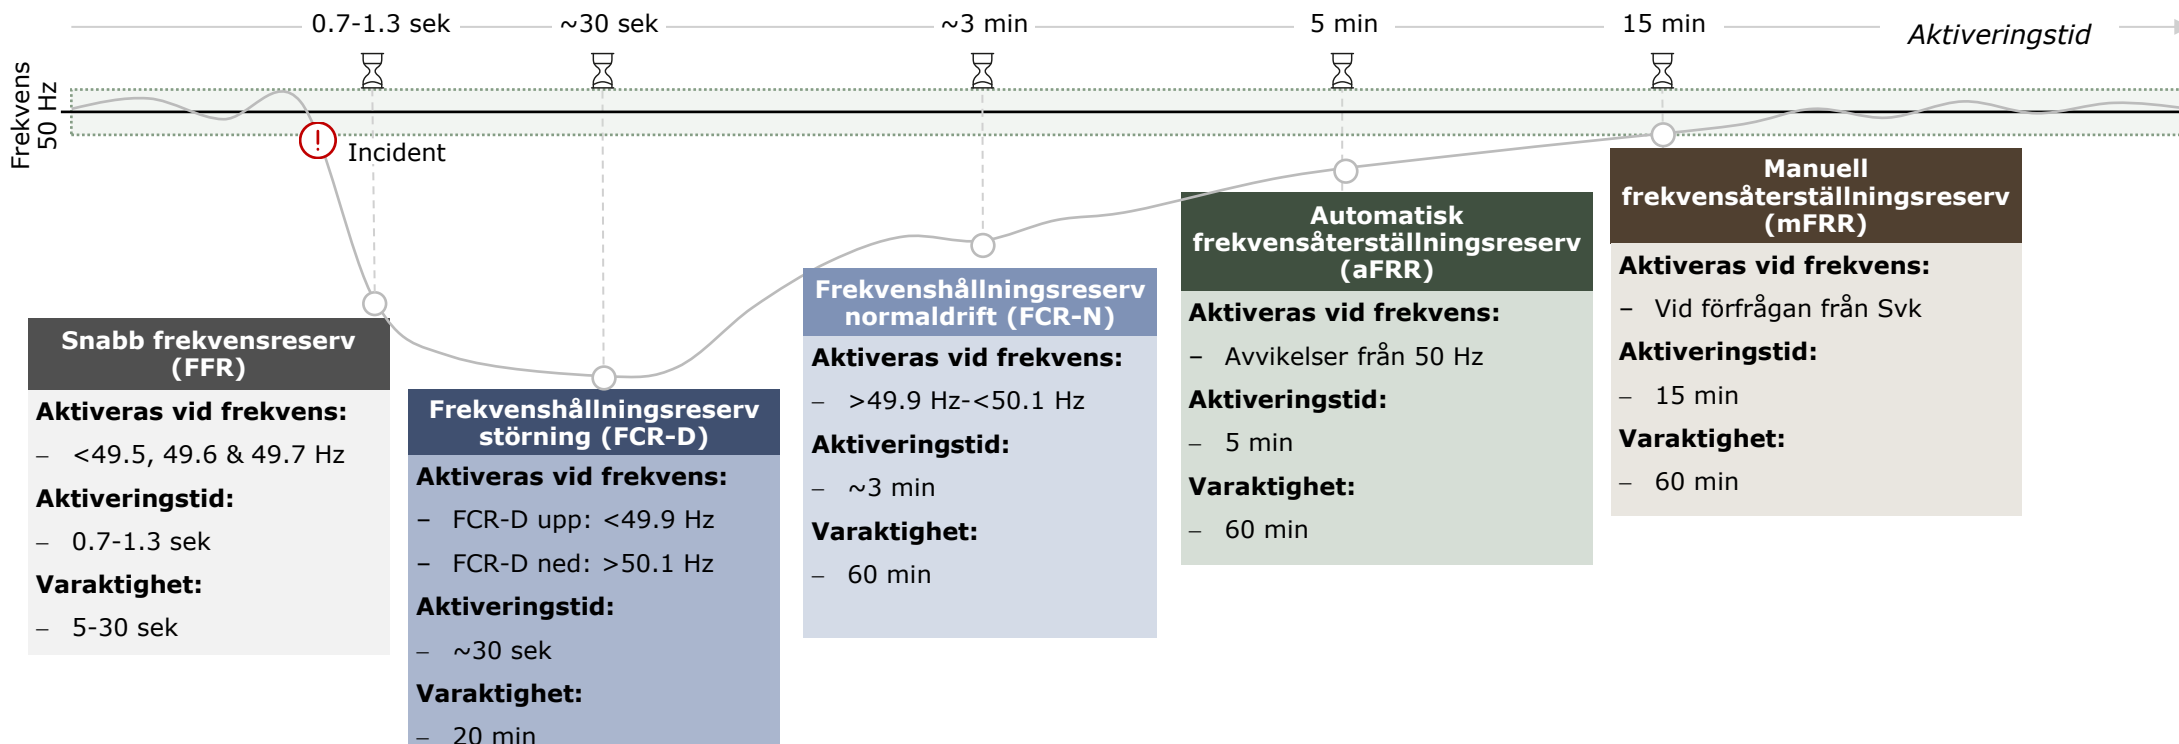 0.7-1.3 sek
~30 sek
~3 min
5 min
15 min
Aktiveringstid
Frekvens
50 Hz
!
Incident
Snabb frekvensreserv
(FFR)
Aktiveras vid frekvens:
– <49.5, 49.6 & 49.7 Hz
Aktiveringstid:
– 0.7-1.3 sek
Varaktighet:
– 5-30 sek
Frekvenshållningsreserv
störning (FCR-D)
Aktiveras vid frekvens:
– FCR-D upp: <49.9 Hz
– FCR-D ned: >50.1 Hz
Aktiveringstid:
– ~30 sek
Varaktighet:
– 20 min
Frekvenshållningsreserv
normaldrift (FCR-N)
Aktiveras vid frekvens:
– >49.9 Hz-<50.1 Hz
Aktiveringstid:
– ~3 min
Varaktighet:
– 60 min
Automatisk
frekvensåterställningsreserv
(aFRR)
Aktiveras vid frekvens:
– Avvikelser från 50 Hz
Aktiveringstid:
– 5 min
Varaktighet:
– 60 min
Manuell
frekvensåterställningsreserv
(mFRR)
Aktiveras vid frekvens:
– Vid förfrågan från Svk
Aktiveringstid:
– 15 min
Varaktighet:
– 60 min